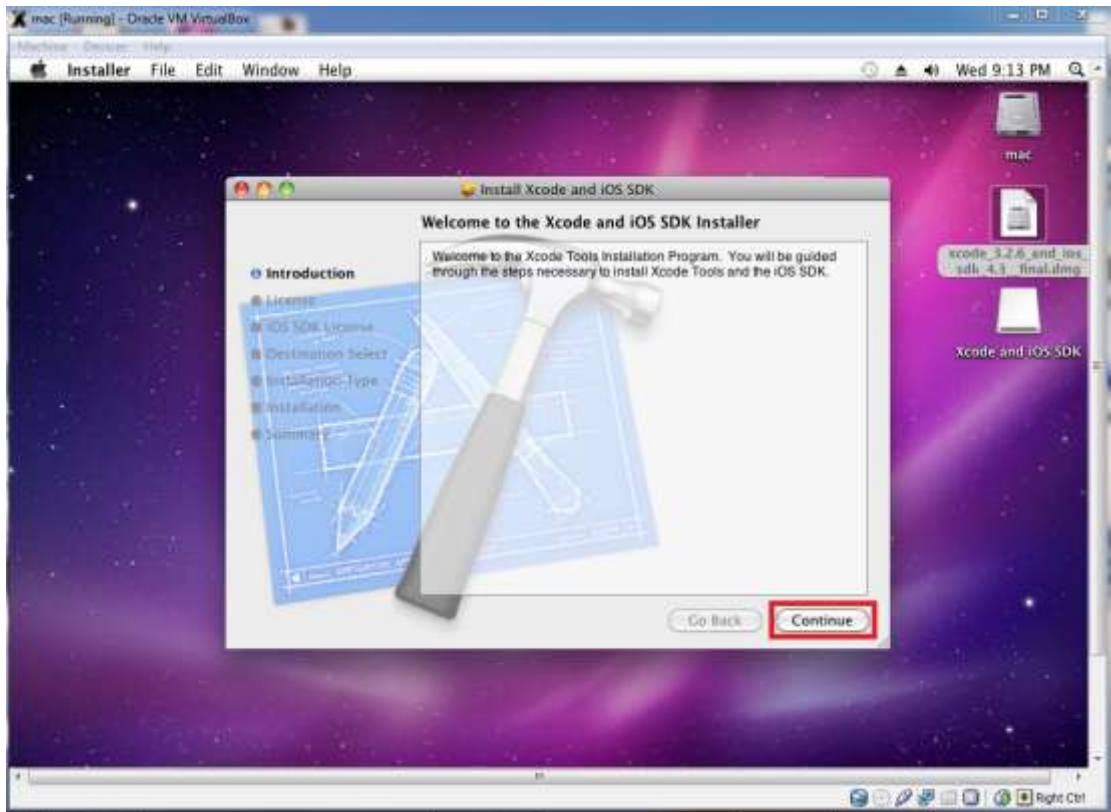 mac [Running] - Oracle VM VirtualBox
Machine Devices Help
Installer File Edit Window Help Wed 9:13 PM
mac
Install Xcode and iOS SDK
Welcome to the Xcode and iOS SDK Installer
Welcome to the Xcode Tools Installation Program. You will be guided
through the steps necessary to install Xcode Tools and the iOS SDK.
Introduction
License
iOS SDK License
Destination Select
Installation Type
Installation
Summary
xcode_3.2.6_and_ios_
sdk_4.3__final.dmg
Xcode and iOS SDK
Go Back Continue
Right Ctrl